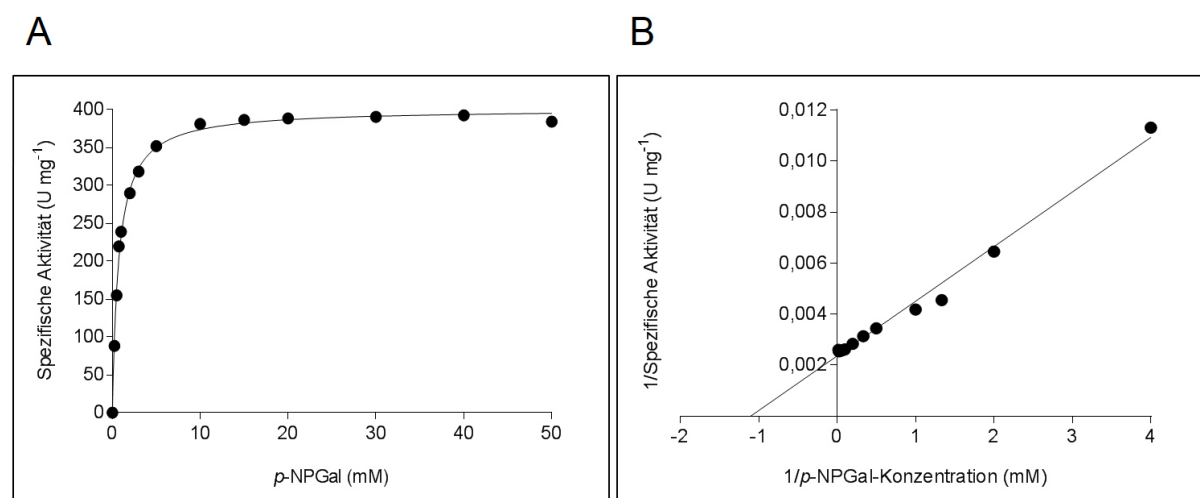 A
B
Spezifische Aktivität (U mg⁻¹)
400
350
300
250
200
150
100
50
0
0 10 20 30 40 50
p-NPGal (mM)
1/Spezifische Aktivität (U mg⁻¹)
0,012
0,010
0,008
0,006
0,004
0,002
-2 -1 0 1 2 3 4
1/p-NPGal-Konzentration (mM)